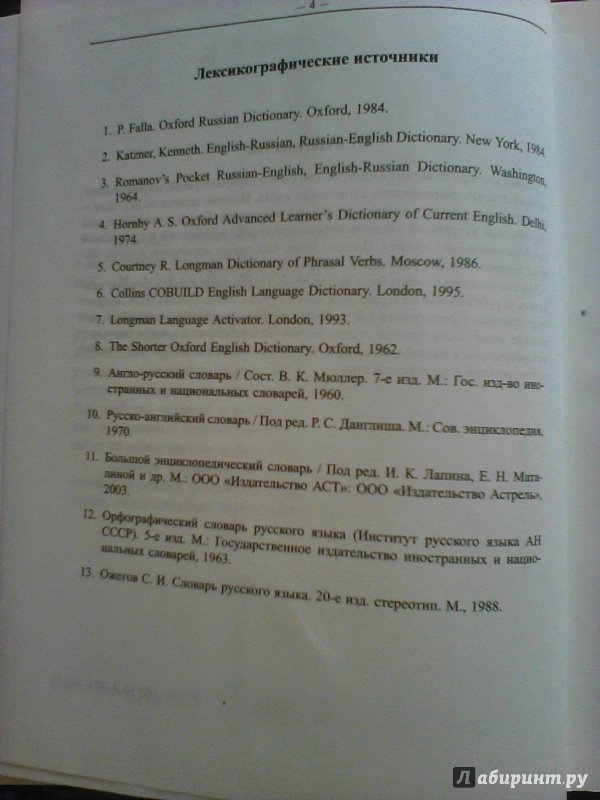 – 4 –
Лексикографические источники
1. P. Falla. Oxford Russian Dictionary. Oxford, 1984.
2. Katzner, Kenneth. English-Russian, Russian-English Dictionary. New York, 1984.
3. Romanov's Pocket Russian-English, English-Russian Dictionary. Washington,
1964.
4. Hornby A. S. Oxford Advanced Learner's Dictionary of Current English. Delhi,
1974.
5. Courtney R. Longman Dictionary of Phrasal Verbs. Moscow, 1986.
6. Collins COBUILD English Language Dictionary. London, 1995.
7. Longman Language Activator. London, 1993.
8. The Shorter Oxford English Dictionary. Oxford, 1962.
9. Англо-русский словарь / Сост. В. К. Мюллер. 7-е изд. М.: Гос. изд-во ино-
странных и национальных словарей, 1960.
10. Русско-английский словарь / Под ред. Р. С. Данглиша. М.: Сов. энциклопедия,
1970.
11. Большой энциклопедический словарь / Под ред. И. К. Лапина, Е. Н. Мата-
линой и др. М.: ООО «Издательство АСТ»: ООО «Издательство Астрель»,
2003.
12. Орфографический словарь русского языка (Институт русского языка АН
СССР). 5-е изд. М.: Государственное издательство иностранных и нацио-
нальных словарей, 1963.
13. Ожегов С. И. Словарь русского языка. 20-е изд. стереотип. М., 1988.
Лабиринт.ру